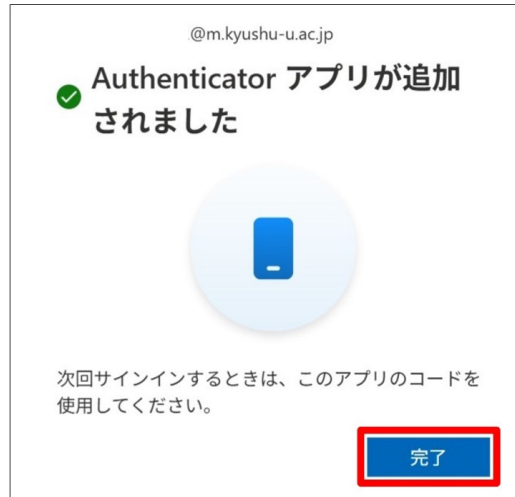 @m.kyushu-u.ac.jp
Authenticator アプリが追加
されました
次回サインインするときは、このアプリのコードを
使用してください。
完了